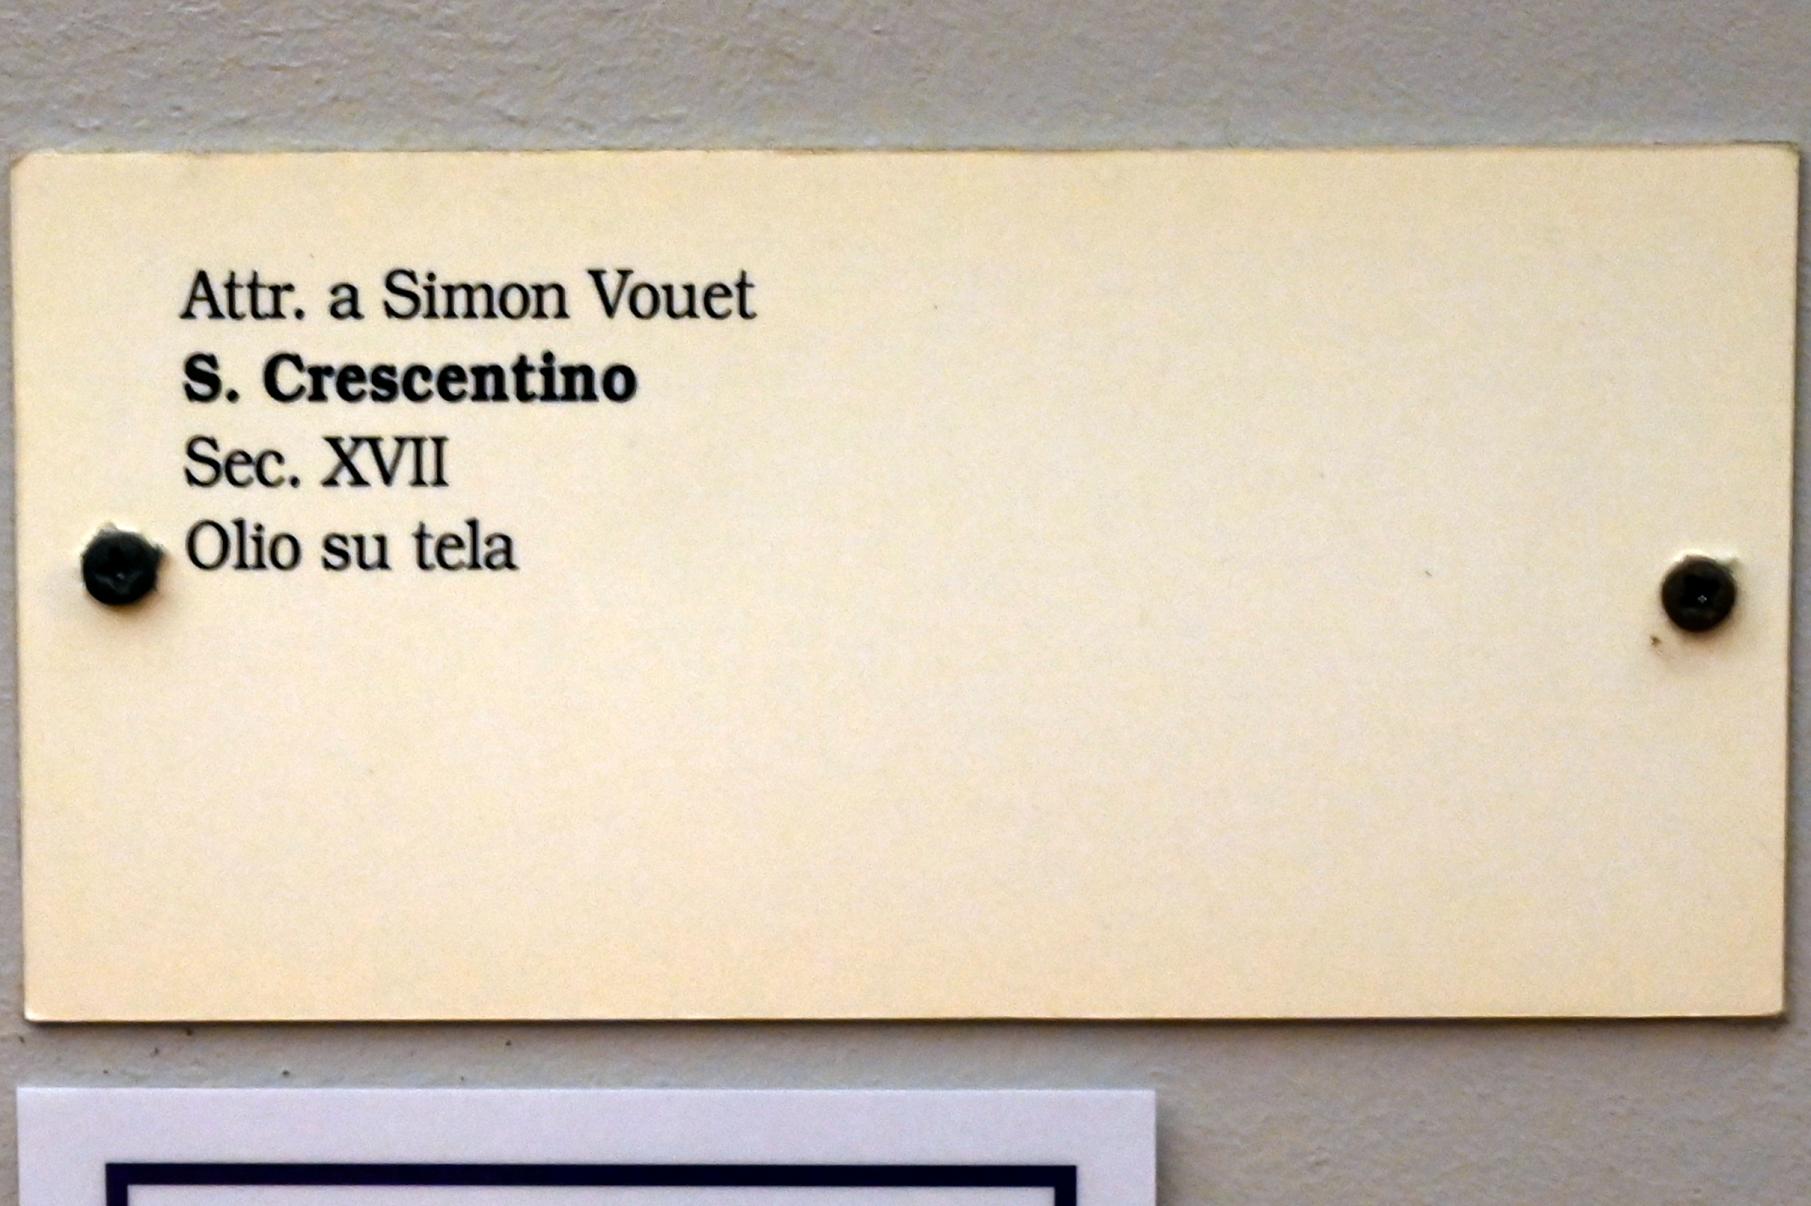 Attr. a Simon Vouet
S. Crescentino
Sec. XVII
Olio su tela